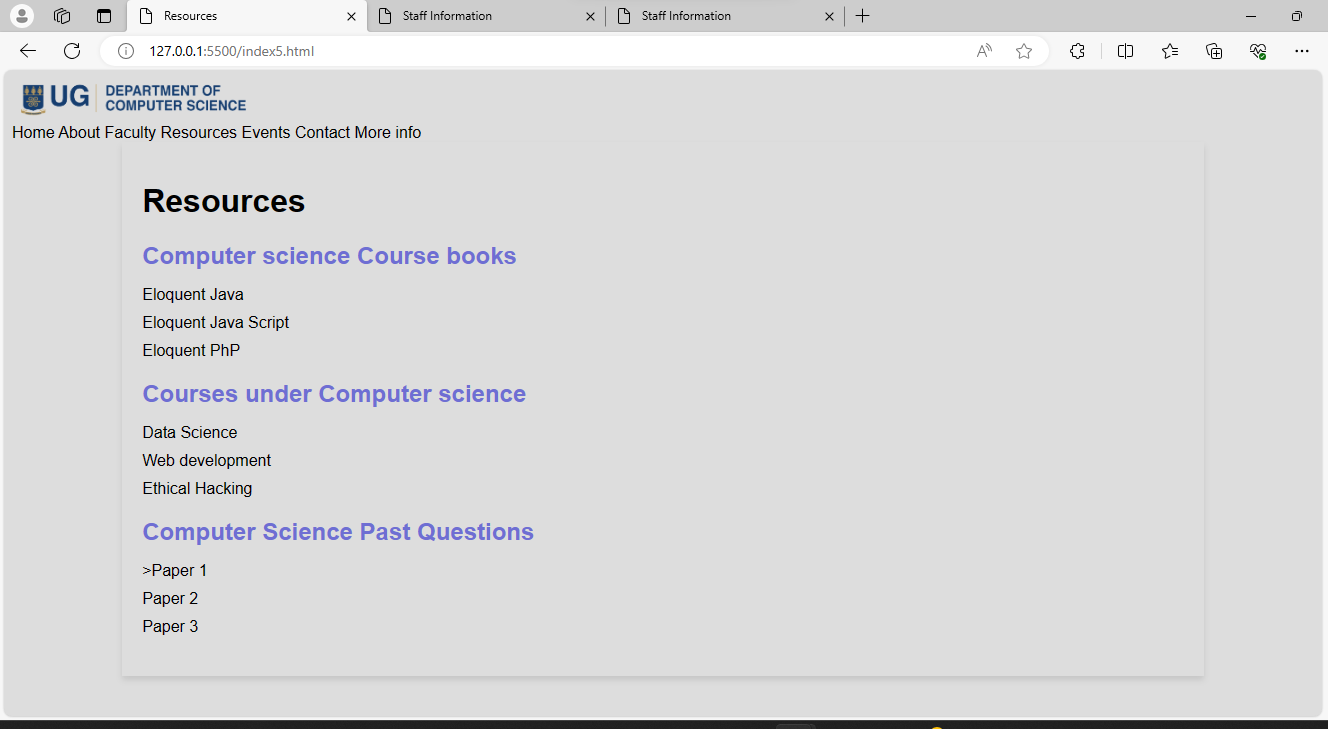 Resources
Staff Information
Staff Information
127.0.0.1:5500/index5.html
UG DEPARTMENT OF
COMPUTER SCIENCE
Home About Faculty Resources Events Contact More info
Resources
Computer science Course books
Eloquent Java
Eloquent Java Script
Eloquent PhP
Courses under Computer science
Data Science
Web development
Ethical Hacking
Computer Science Past Questions
>Paper 1
Paper 2
Paper 3